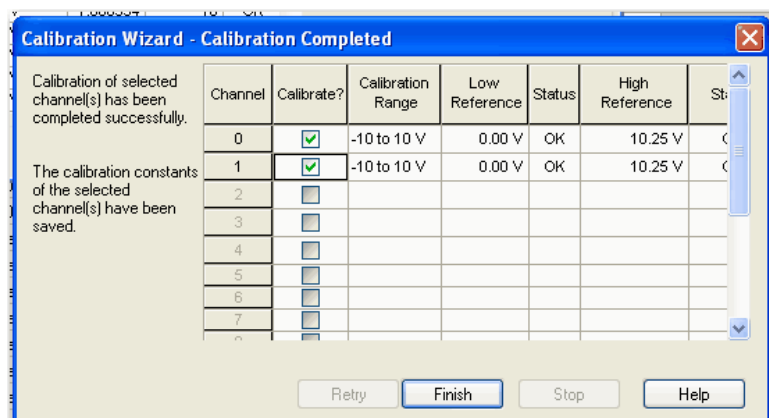 Calibration Wizard - Calibration Completed
Calibration of selected
channel(s) has been
completed successfully.
The calibration constants
of the selected
channel(s) have been
saved.
Channel Calibrate? Calibration Range Low Reference Status High Reference
0 -10 to 10 V 0.00 V OK 10.25 V
1 -10 to 10 V 0.00 V OK 10.25 V
2
3
4
5
6
7
Retry Finish Stop Help